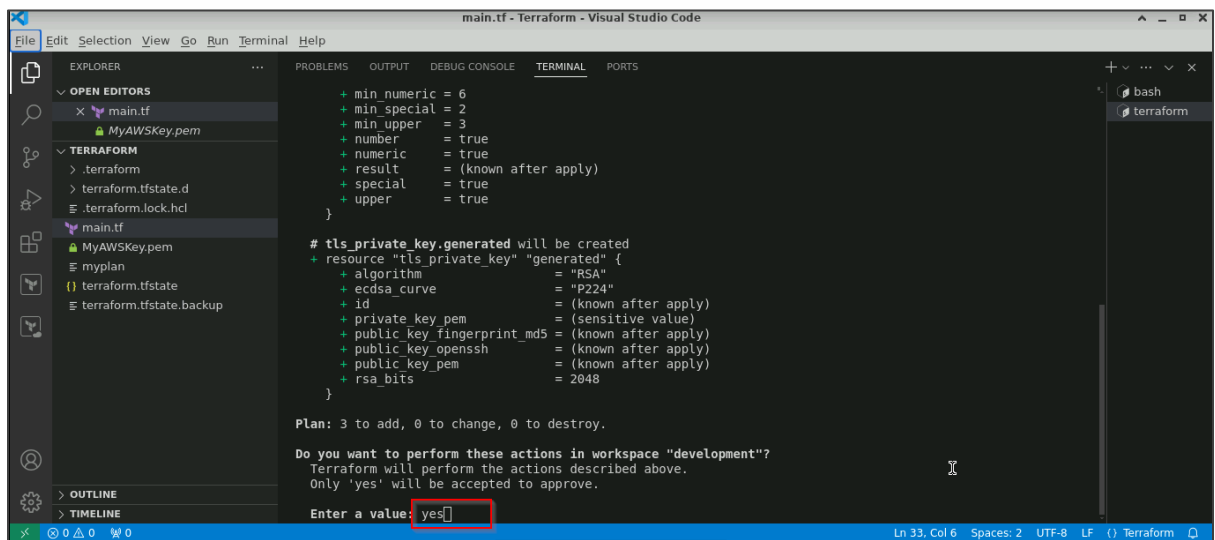 main.tf - Terraform - Visual Studio Code
File Edit Selection View Go Run Terminal Help
EXPLORER ...
OPEN EDITORS
main.tf
MyAWSKey.pem
TERRAFORM
.terraform
terraform.tfstate.d
.terraform.lock.hcl
main.tf
MyAWSKey.pem
myplan
{} terraform.tfstate
terraform.tfstate.backup
OUTLINE
TIMELINE
PROBLEMS OUTPUT DEBUG CONSOLE TERMINAL PORTS
+ min_numeric = 6
+ min_special = 2
+ min_upper = 3
+ number = true
+ numeric = true
+ result = (known after apply)
+ special = true
+ upper = true
}
# tls_private_key.generated will be created
+ resource "tls_private_key" "generated" {
+ algorithm = "RSA"
+ ecdsa_curve = "P224"
+ id = (known after apply)
+ private_key_pem = (sensitive value)
+ public_key_fingerprint_md5 = (known after apply)
+ public_key_openssh = (known after apply)
+ public_key_pem = (known after apply)
+ rsa_bits = 2048
}
Plan: 3 to add, 0 to change, 0 to destroy.
Do you want to perform these actions in workspace "development"?
Terraform will perform the actions described above.
Only 'yes' will be accepted to approve.
Enter a value: yes
bash
terraform
0 0 0 Ln 33, Col 6 Spaces: 2 UTF-8 LF {} Terraform